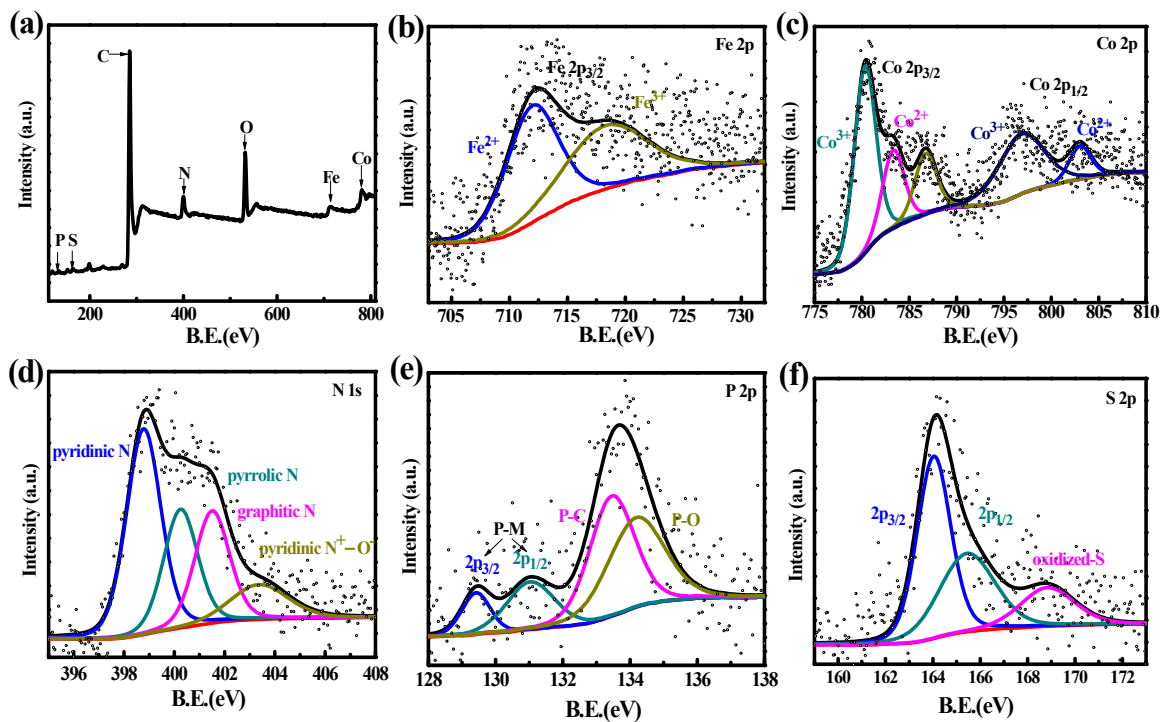 (a)
C
N
O
Fe
Co
P
S
Intensity (a.u.)
200
400
600
800
B.E.(eV)
(b)
Fe 2p
Fe 2p3/2
Fe2+
Fe3+
Intensity (a.u.)
705
710
715
720
725
730
B.E.(eV)
(c)
Co 2p
Co 2p3/2
Co 2p1/2
Co3+
Co2+
Co3+
Co2+
Intensity (a.u.)
775
780
785
790
795
800
805
810
B.E.(eV)
(d)
N 1s
pyridinic N
pyrrolic N
graphitic N
pyridinic N+−O-
Intensity (a.u.)
396
398
400
402
404
406
408
B.E.(eV)
(e)
P 2p
P-M
2p3/2
2p1/2
P-C
P-O
Intensity (a.u.)
128
130
132
134
136
138
B.E.(eV)
(f)
S 2p
2p3/2
2p1/2
oxidized-S
Intensity (a.u.)
160
162
164
166
168
170
172
B.E.(eV)